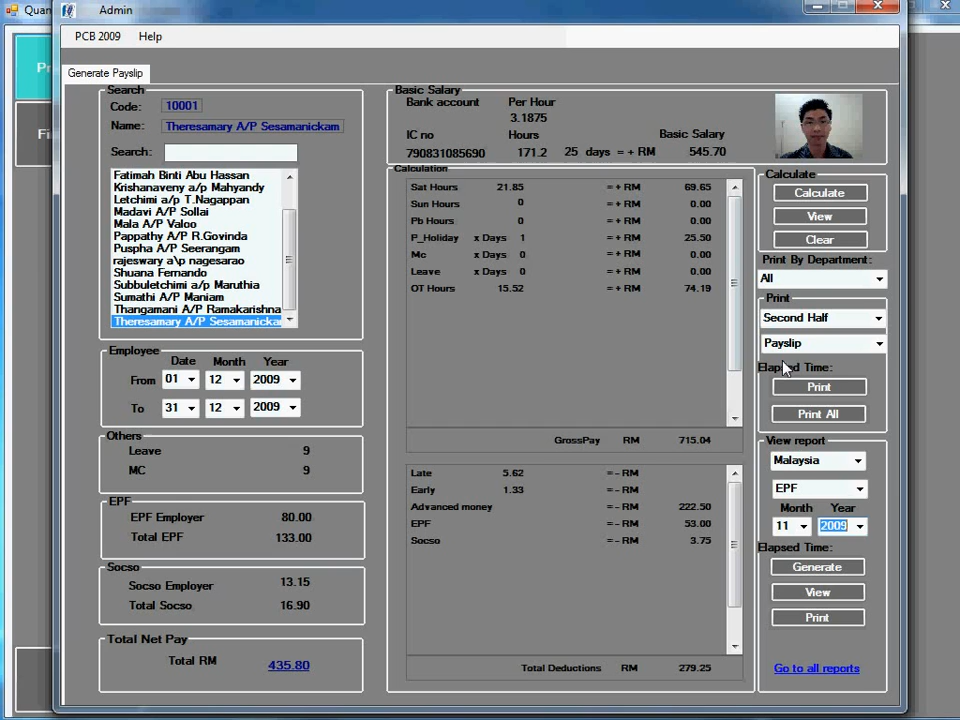 Quan
Admin
PCB 2009 Help
Generate Payslip
Search
Code: 10001
Name: Theresamary A/P Sesamanickam
Search:
Fatimah Binti Abu Hassan
Krishanaveny a/p Mahyandy
Letchimi a/p T.Nagappan
Madavi A/P Sollai
Mala A/P Valoo
Pappathy A/P R.Govinda
Puspha A/P Seerangam
rajeswary a\p nagesarao
Shuana Fernando
Subbuletchimi a/p Maruthia
Sumathi A/P Maniam
Thangamani A/P Ramakrishna
Theresamary A/P Sesamanicka
Employee
Date Month Year
From 01 12 2009
To 31 12 2009
Others
Leave 9
MC 9
EPF
EPF Employer 80.00
Total EPF 133.00
Socso
Socso Employer 13.15
Total Socso 16.90
Total Net Pay
Total RM 435.80
Basic Salary
Bank account Per Hour
3.1875
IC no Hours Basic Salary
790831085690 171.2 25 days = + RM 545.70
Calculation
Sat Hours 21.85 = + RM 69.65
Sun Hours 0 = + RM 0.00
Pb Hours 0 = + RM 0.00
P_Holiday x Days 1 = + RM 25.50
Mc x Days 0 = + RM 0.00
Leave x Days 0 = + RM 0.00
OT Hours 15.52 = + RM 74.19
GrossPay RM 715.04
Late 5.62 = - RM
Early 1.33 = - RM
Advanced money = - RM 222.50
EPF = - RM 53.00
Socso = - RM 3.75
Total Deductions RM 279.25
Calculate
Calculate
View
Clear
Print By Department:
All
Print
Second Half
Payslip
Elapsed Time:
Print
Print All
View report
Malaysia
EPF
Month Year
11 2009
Elapsed Time:
Generate
View
Print
Go to all reports